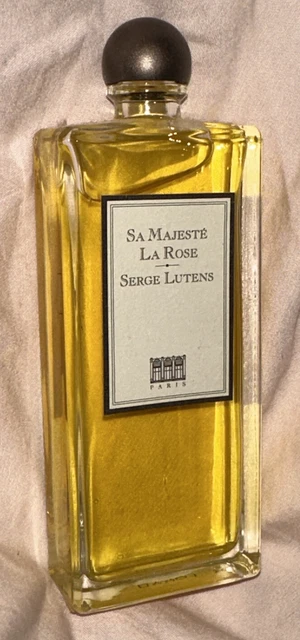 SA MAJESTÉ
LA ROSE
SERGE LUTENS
PARIS